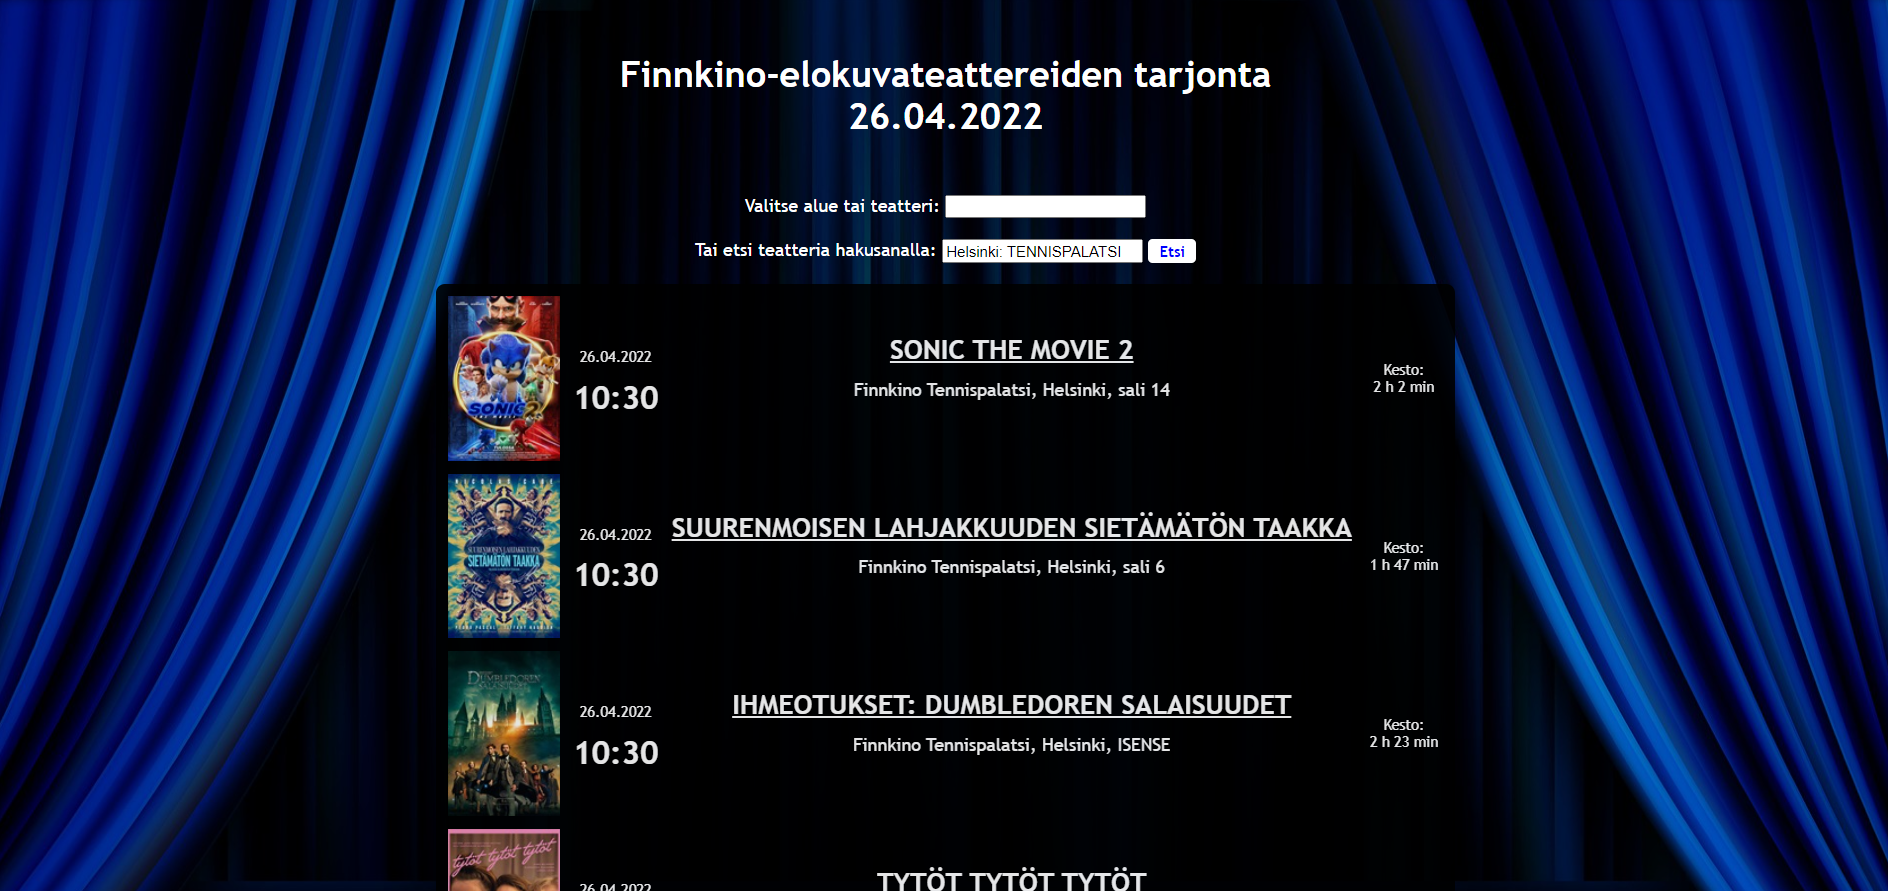 Finnkino-elokuvateattereiden tarjonta
26.04.2022
Valitse alue tai teatteri:
Tai etsi teatteria hakusanalla: Helsinki: TENNISPALATSI Etsi
SONIC 2
26.04.2022
10:30
SONIC THE MOVIE 2
Finnkino Tennispalatsi, Helsinki, sali 14
Kesto:
2 h 2 min
NICOLAS CAGE
SUURENMOISEN LAHJAKKUUDEN
SIETÄMÄTÖN TAAKKA
26.04.2022
10:30
SUURENMOISEN LAHJAKKUUDEN SIETÄMÄTÖN TAAKKA
Finnkino Tennispalatsi, Helsinki, sali 6
Kesto:
1 h 47 min
DUMBLEDOREN
26.04.2022
10:30
IHMEOTUKSET: DUMBLEDOREN SALAISUUDET
Finnkino Tennispalatsi, Helsinki, ISENSE
Kesto:
2 h 23 min
tytöt tytöt tytöt
26.04.2022
TYTÖT TYTÖT TYTÖT